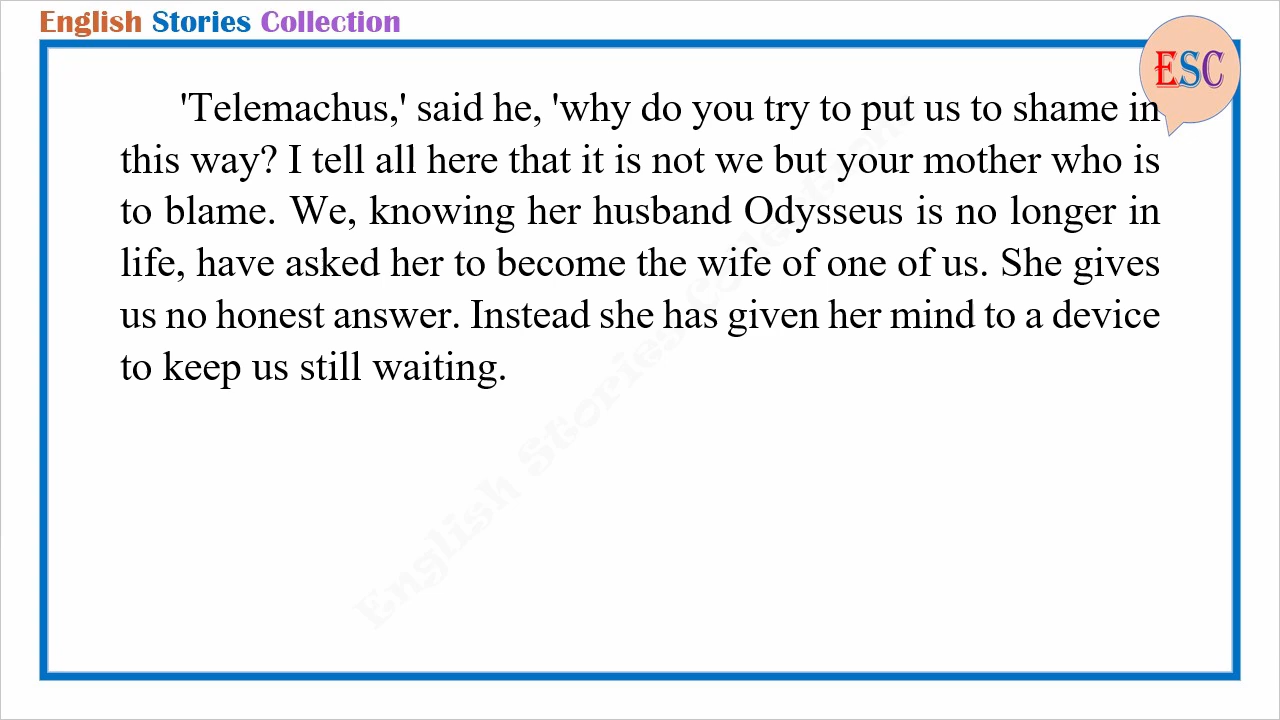 English Stories Collection
ESC
'Telemachus,' said he, 'why do you try to put us to shame in
this way? I tell all here that it is not we but your mother who is
to blame. We, knowing her husband Odysseus is no longer in
life, have asked her to become the wife of one of us. She gives
us no honest answer. Instead she has given her mind to a device
to keep us still waiting.
English Stories Collection